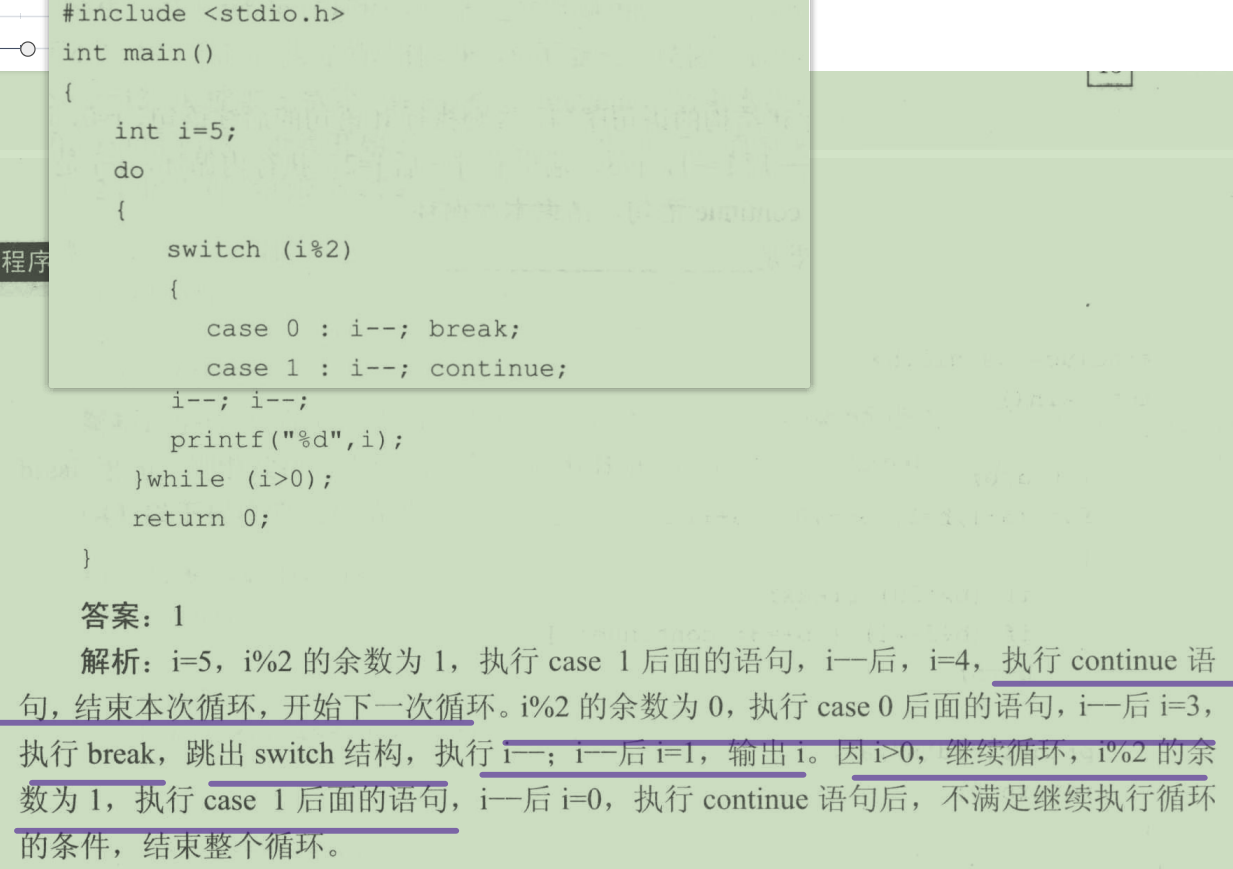 #include <stdio.h>
int main()
{
int i=5;
do
{
switch (i%2)
{
case 0 : i--; break;
case 1 : i--; continue;
程序
i--; i--;
printf("%d",i);
}while (i>0);
return 0;
}
答案：1
解析：i=5，i%2 的余数为 1，执行 case 1 后面的语句，i--后，i=4，执行 continue 语
句，结束本次循环，开始下一次循环。i%2 的余数为 0，执行 case 0 后面的语句，i--后 i=3，
执行 break，跳出 switch 结构，执行 i--；i--后 i=1，输出 i。因 i>0，继续循环，i%2 的余
数为 1，执行 case 1 后面的语句，i--后 i=0，执行 continue 语句后，不满足继续执行循环
的条件，结束整个循环。